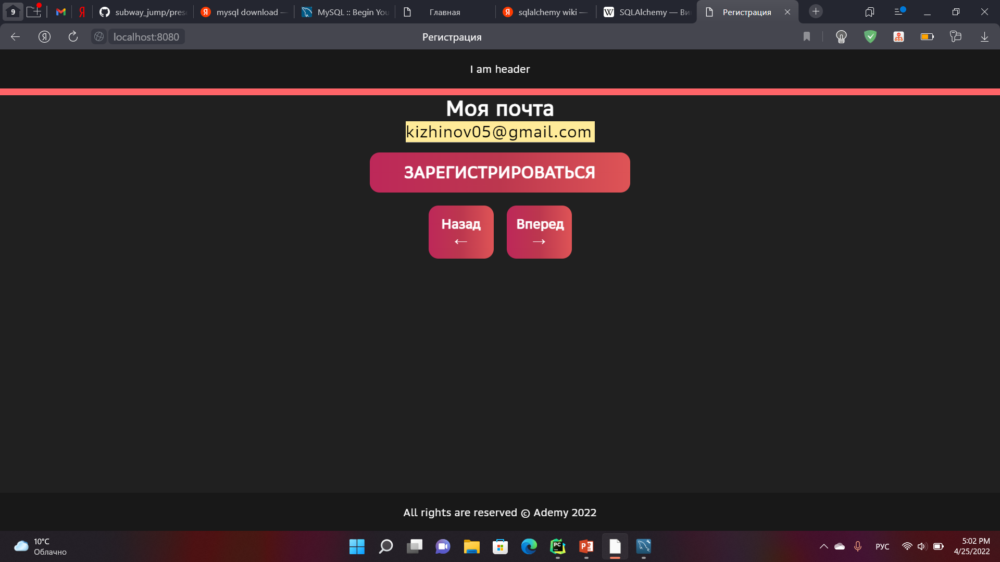 9
subway_jump/prese
mysql download —
MySQL :: Begin You
Главная
sqlalchemy wiki —
SQLAlchemy — Ви
Регистрация
localhost:8080
Регистрация
I am header
Моя почта
kizhinov05@gmail.com
ЗАРЕГИСТРИРОВАТЬСЯ
Назад
←
Вперед
→
All rights are reserved © Ademy 2022
10°C
Облачно
РУС
5:02 PM
4/25/2022